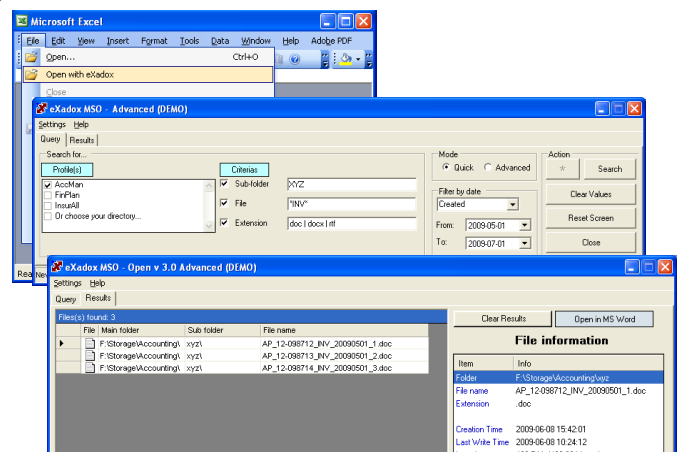 Microsoft Excel
File Edit View Insert Format Tools Data Window Help Adobe PDF
Open... Ctrl+O
Open with eXadox
Close
eXadox MSO - Advanced (DEMO)
Settings Help
Query Results
Search for...
Profile(s)
AccMan
FinPlan
InsurAll
Or choose your directory...
Criterias
Sub-folder XYZ
File *INV*
Extension doc | docx | rtf
Mode
Quick Advanced
Filter by date
Created
From: 2009-05-01
To: 2009-07-01
Action
* Search
Clear Values
Reset Screen
Close
eXadox MSO - Open v 3.0 Advanced (DEMO)
Settings Help
Query Results
Files(s) found: 3
File Main folder Sub folder File name
F:\Storage\Accounting\ xyz\ AP_12-098712_INV_20090501_1.doc
F:\Storage\Accounting\ xyz\ AP_12-098713_INV_20090501_2.doc
F:\Storage\Accounting\ xyz\ AP_12-098714_INV_20090501_3.doc
Clear Results Open in MS Word
File information
Item Info
Folder F:\Storage\Accounting\xyz
File name AP_12-098712_INV_20090501_1.doc
Extension .doc
Creation Time 2009-06-08 15:42:01
Last Write Time 2009-06-08 10:24:12